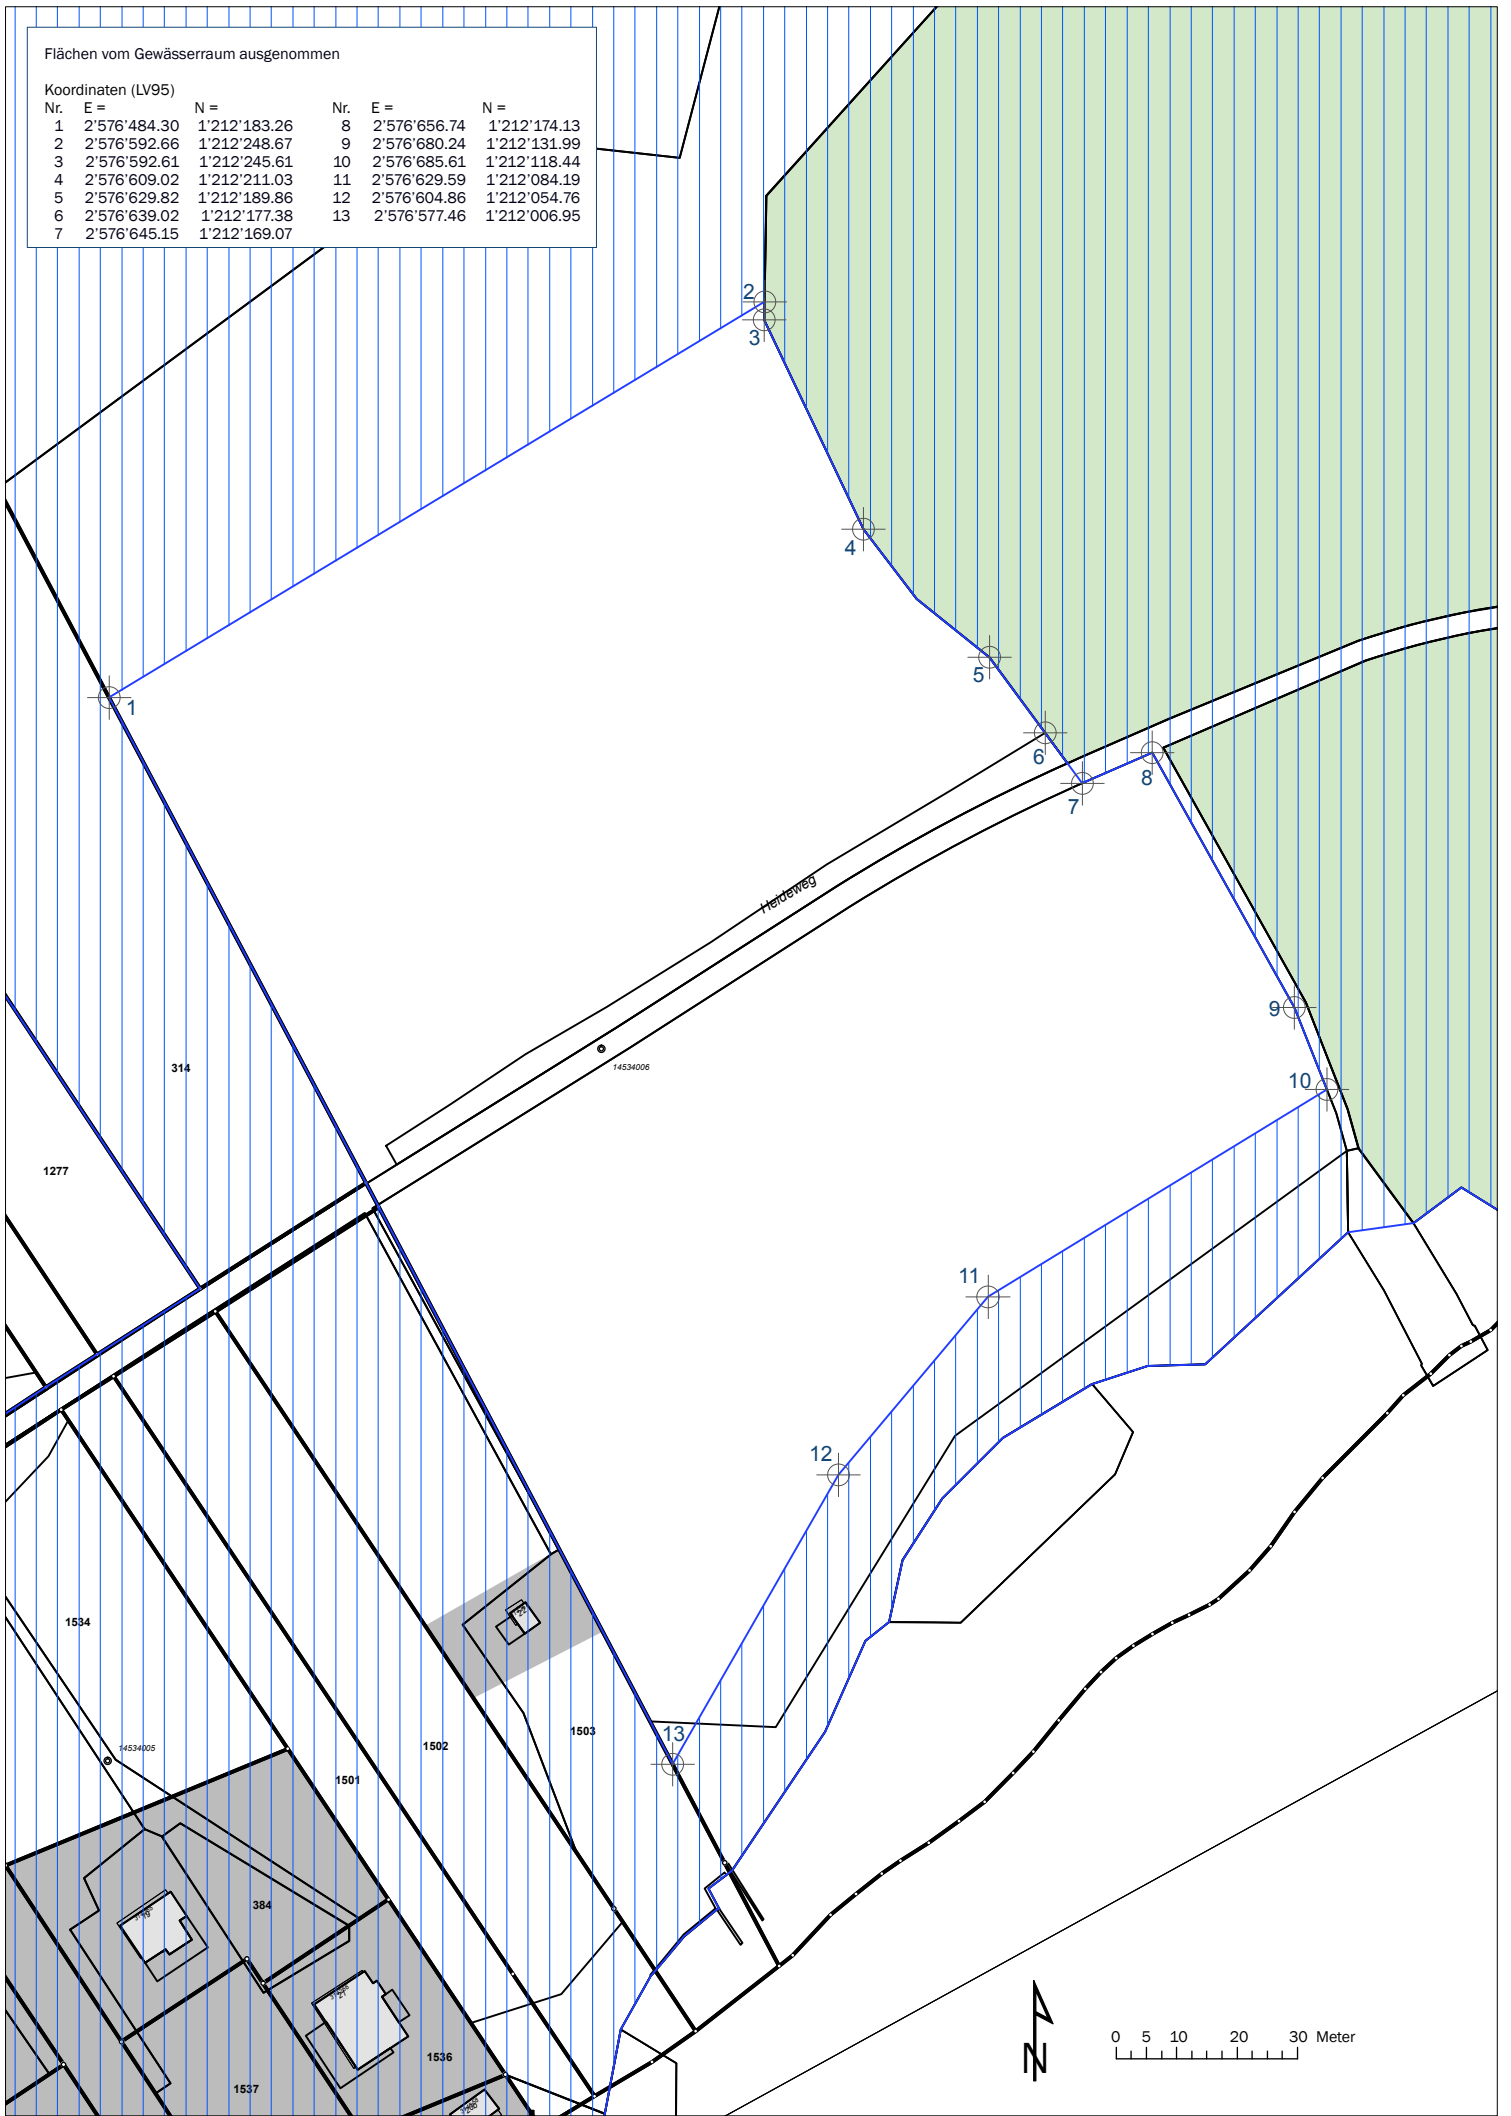 Flächen vom Gewässerraum ausgenommen
Koordinaten (LV95)
Nr. E = N = Nr. E = N =
1 2'576'484.30 1'212'183.26 8 2'576'656.74 1'212'174.13
2 2'576'592.66 1'212'248.67 9 2'576'680.24 1'212'131.99
3 2'576'592.61 1'212'245.61 10 2'576'685.61 1'212'118.44
4 2'576'609.02 1'212'211.03 11 2'576'629.59 1'212'084.19
5 2'576'629.82 1'212'189.86 12 2'576'604.86 1'212'054.76
6 2'576'639.02 1'212'177.38 13 2'576'577.46 1'212'006.95
7 2'576'645.15 1'212'169.07
2
3
4
5
1
6
8
7
Heideweg
9
314
14534006
10
1277
11
12
1534
1503
13
1502
14534005
1501
384
0 5 10 20 30 Meter
N
1536
1537